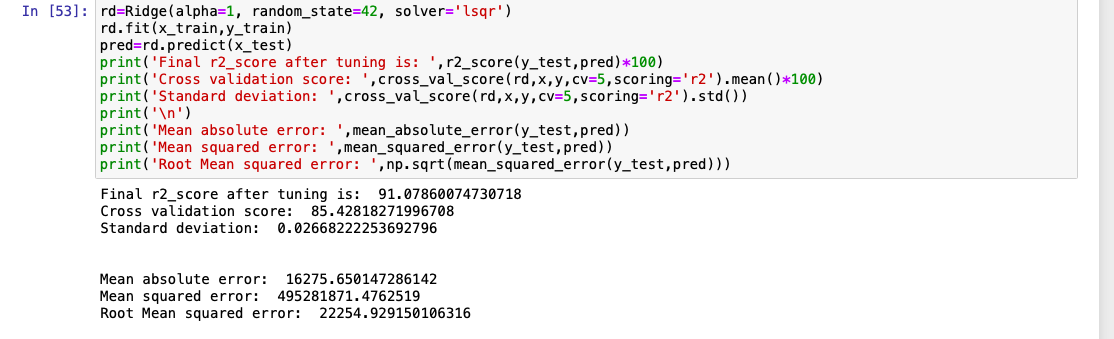 In [53]: rd=Ridge(alpha=1, random_state=42, solver='lsqr')
rd.fit(x_train,y_train)
pred=rd.predict(x_test)
print('Final r2_score after tuning is: ',r2_score(y_test,pred)*100)
print('Cross validation score: ',cross_val_score(rd,x,y,cv=5,scoring='r2').mean()*100)
print('Standard deviation: ',cross_val_score(rd,x,y,cv=5,scoring='r2').std())
print('\n')
print('Mean absolute error: ',mean_absolute_error(y_test,pred))
print('Mean squared error: ',mean_squared_error(y_test,pred))
print('Root Mean squared error: ',np.sqrt(mean_squared_error(y_test,pred)))
Final r2_score after tuning is:  91.07860074730718
Cross validation score:  85.42818271996708
Standard deviation:  0.02668222253692796
Mean absolute error:  16275.650147286142
Mean squared error:  495281871.4762519
Root Mean squared error:  22254.929150106316